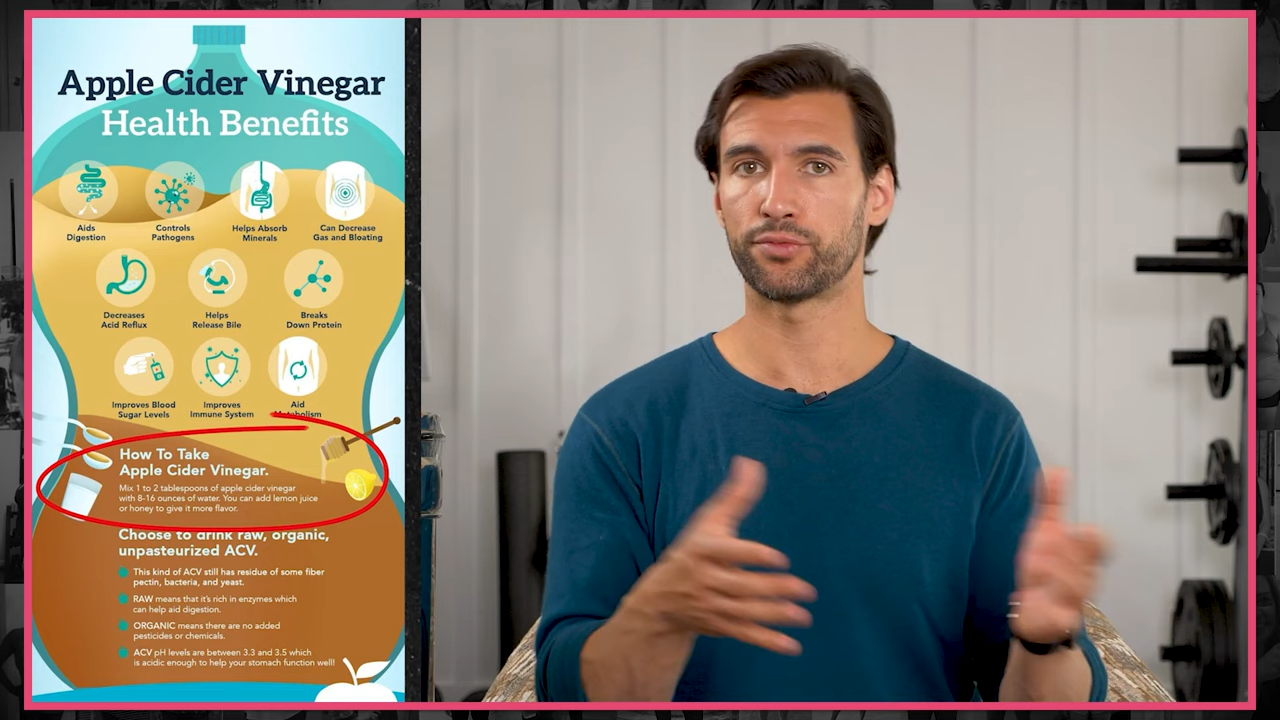 Apple Cider Vinegar
Health Benefits
Aids
Digestion
Controls
Pathogens
Helps Absorb
Minerals
Can Decrease
Gas and Bloating
Decreases
Acid Reflux
Helps
Release Bile
Breaks
Down Protein
Improves Blood
Sugar Levels
Improves
Immune System
Aid
Metabolism
How To Take
Apple Cider Vinegar.
Mix 1 to 2 tablespoons of apple cider vinegar
with 8-16 ounces of water. You can add lemon juice
or honey to give it more flavor.
Choose to drink raw, organic,
unpasteurized ACV.
This kind of ACV still has residue of some fiber
pectin, bacteria, and yeast.
RAW means that it's rich in enzymes which
can help aid digestion.
ORGANIC means there are no added
pesticides or chemicals.
ACV pH levels are between 3.3 and 3.5 which
is acidic enough to help your stomach function well!